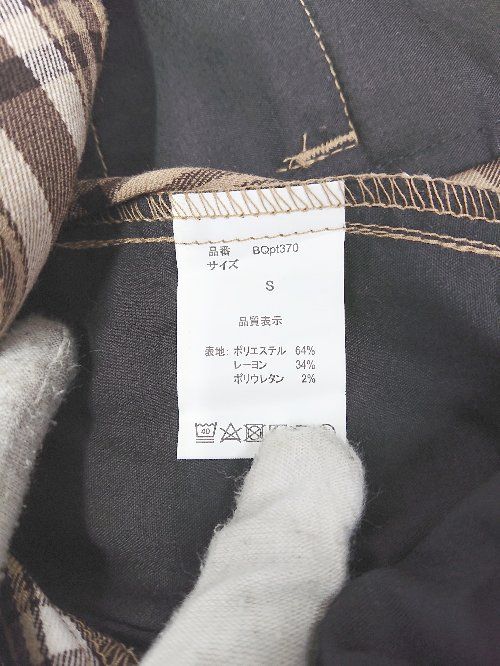 品番 BQpt370
サイズ
S
品質表示
表地: ポリエステル 64%
レーヨン 34%
ポリウレタン 2%
40